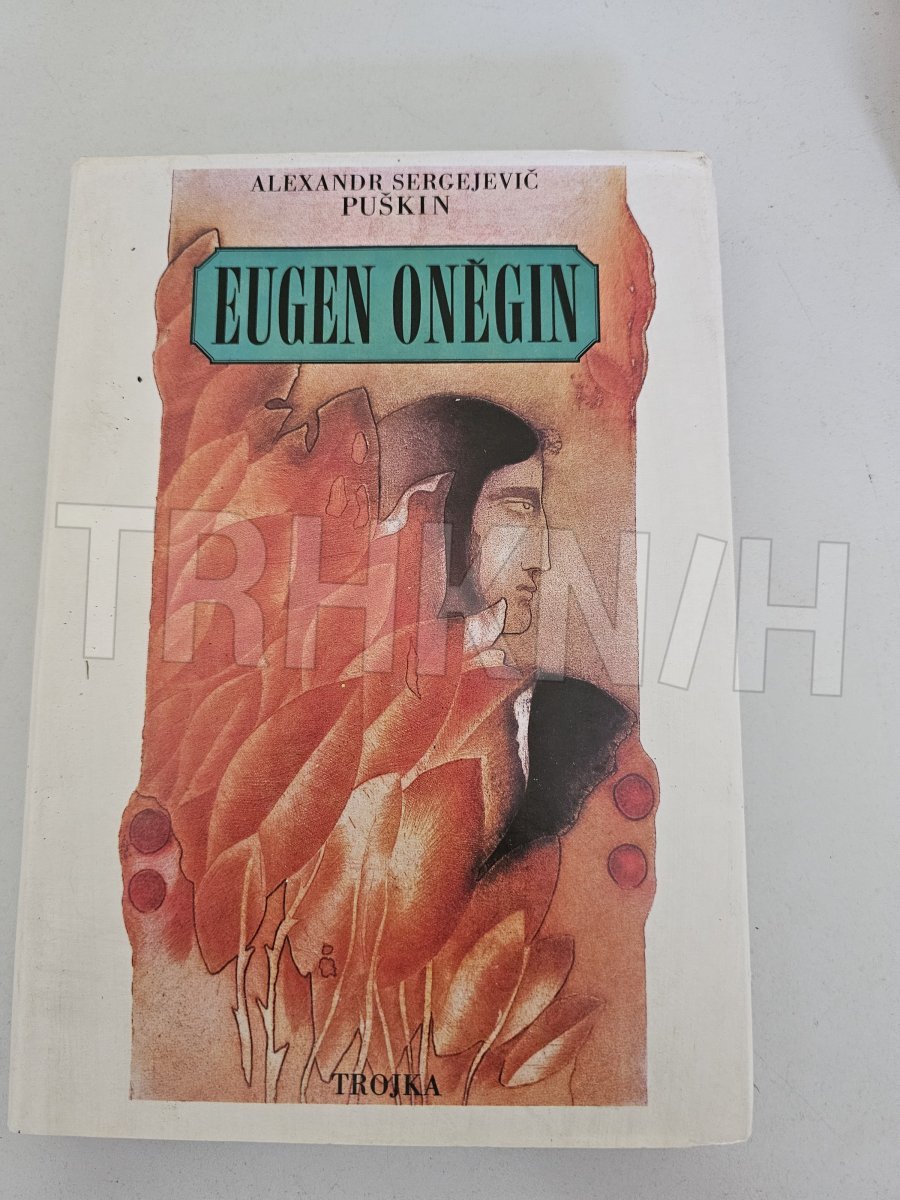 ALEXANDR SERGEJEVIČ
PUŠKIN
EUGEN ONĚGIN
TRHKNIH
TROJKA